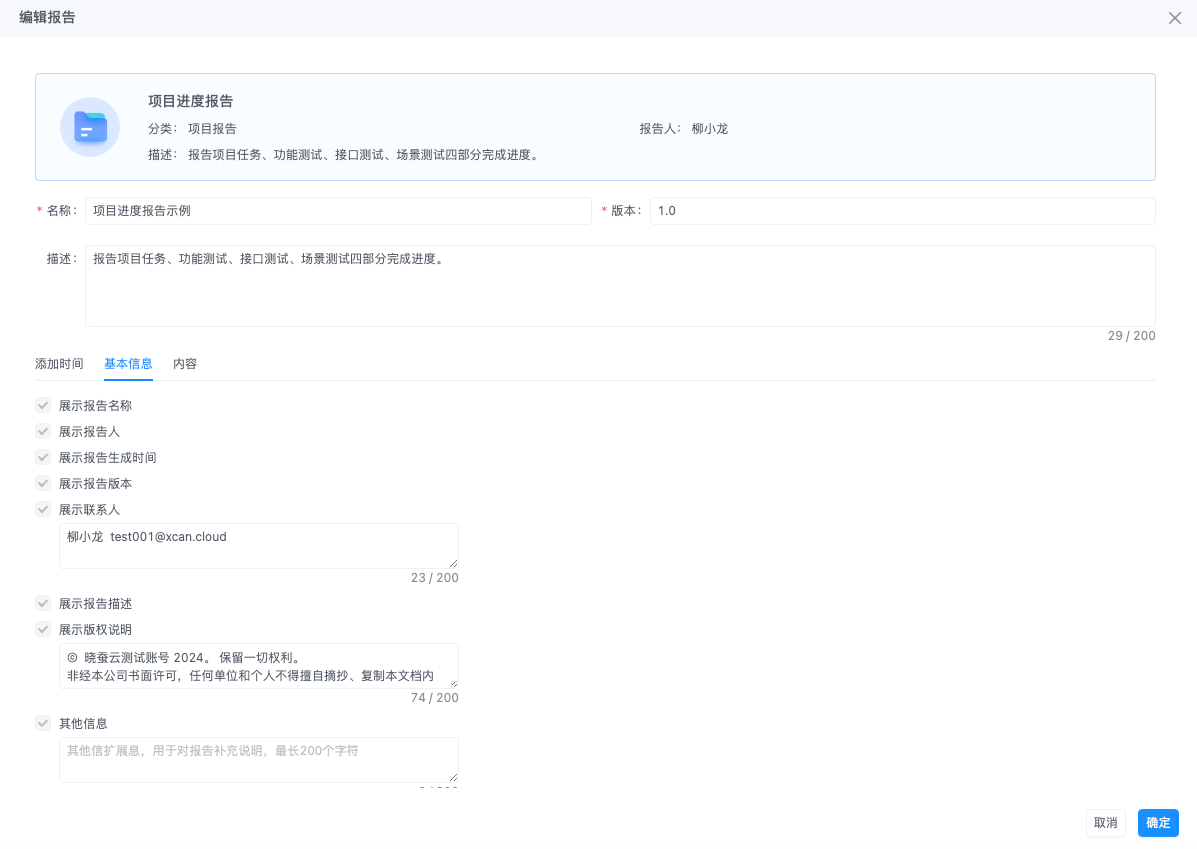 编辑报告
项目进度报告
分类： 项目报告
报告人： 柳小龙
描述： 报告项目任务、功能测试、接口测试、场景测试四部分完成进度。
* 名称： 项目进度报告示例
* 版本： 1.0
描述： 报告项目任务、功能测试、接口测试、场景测试四部分完成进度。
29 / 200
添加时间 基本信息 内容
展示报告名称
展示报告人
展示报告生成时间
展示报告版本
展示联系人
柳小龙 test001@xcan.cloud
23 / 200
展示报告描述
展示版权说明
© 晓蚕云测试账号 2024。 保留一切权利。
非经本公司书面许可，任何单位和个人不得擅自摘抄、复制本文档内
74 / 200
其他信息
其他信扩展息，用于对报告补充说明，最长200个字符
取消 确定